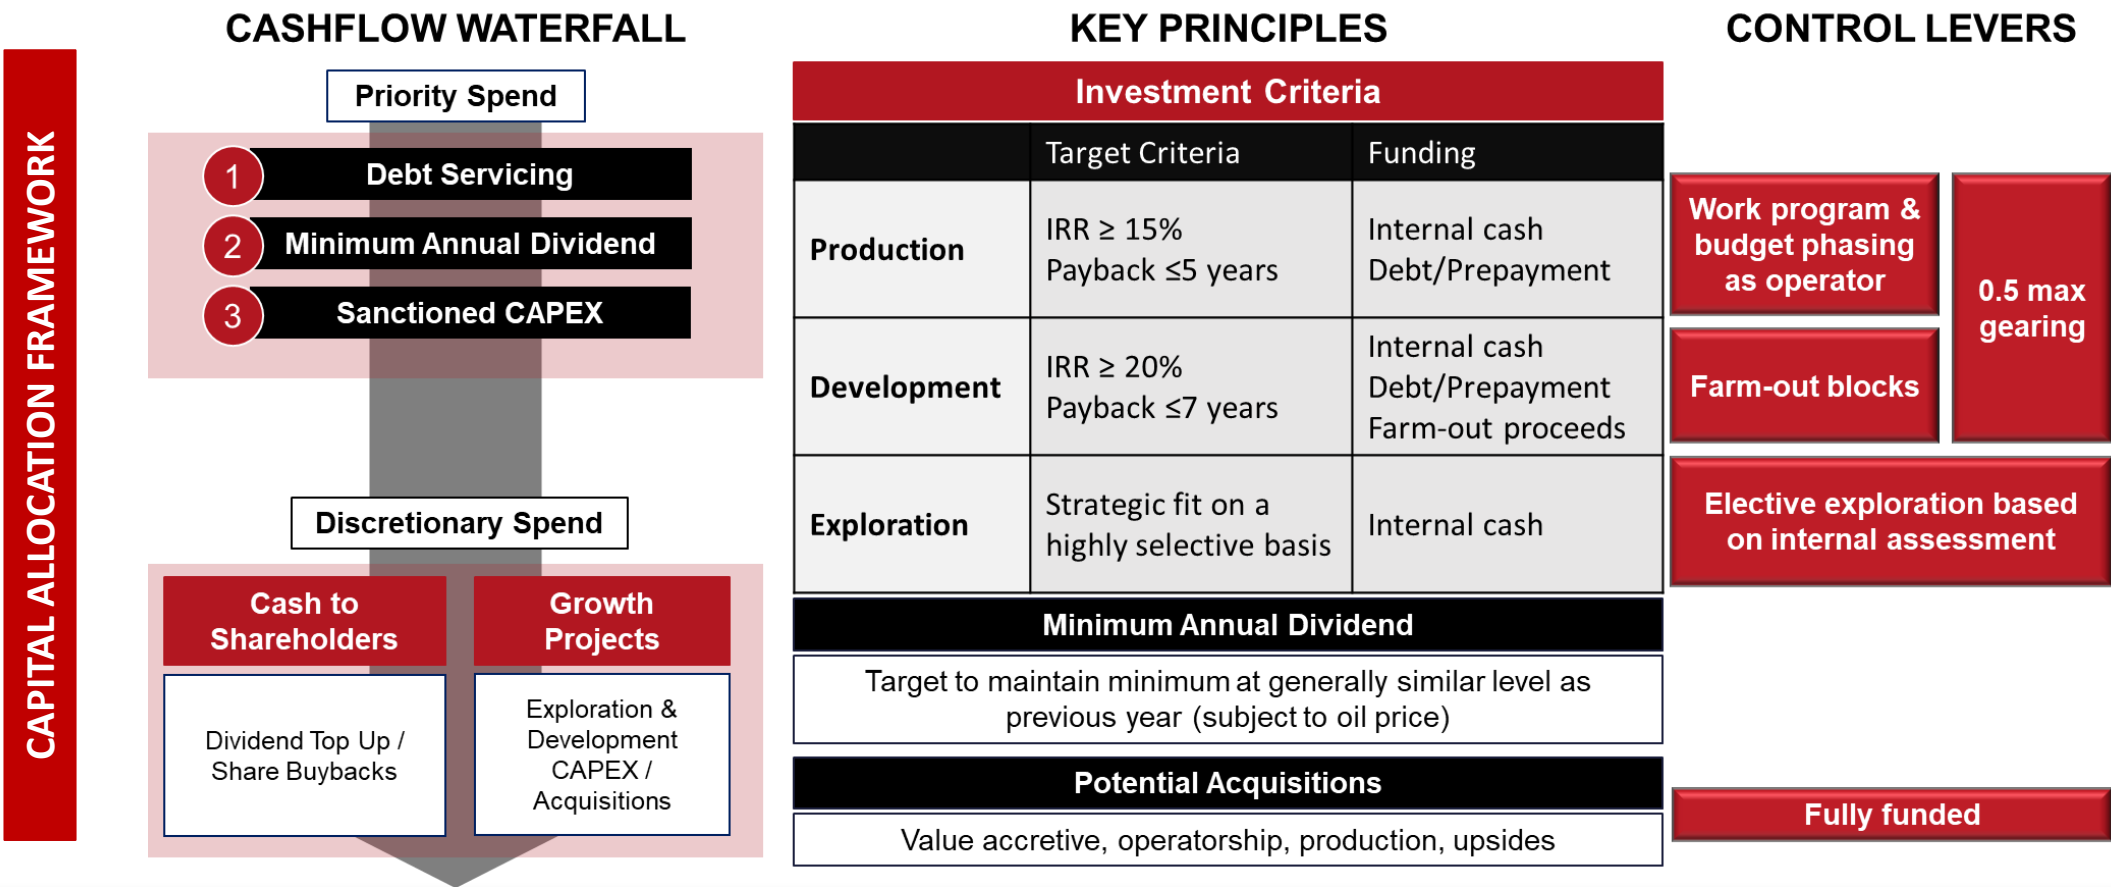 CASHFLOW WATERFALL
KEY PRINCIPLES
CONTROL LEVERS
CAPITAL ALLOCATION FRAMEWORK
Priority Spend
1
Debt Servicing
2
Minimum Annual Dividend
3
Sanctioned CAPEX
Discretionary Spend
Cash to
Shareholders
Dividend Top Up /
Share Buybacks
Growth
Projects
Exploration &
Development
CAPEX /
Acquisitions
Investment Criteria
Target Criteria
Funding
Production
IRR ≥ 15%
Payback ≤5 years
Internal cash
Debt/Prepayment
Development
IRR ≥ 20%
Payback ≤7 years
Internal cash
Debt/Prepayment
Farm-out proceeds
Exploration
Strategic fit on a
highly selective basis
Internal cash
Minimum Annual Dividend
Target to maintain minimum at generally similar level as
previous year (subject to oil price)
Potential Acquisitions
Value accretive, operatorship, production, upsides
Work program &
budget phasing
as operator
0.5 max
gearing
Farm-out blocks
Elective exploration based
on internal assessment
Fully funded